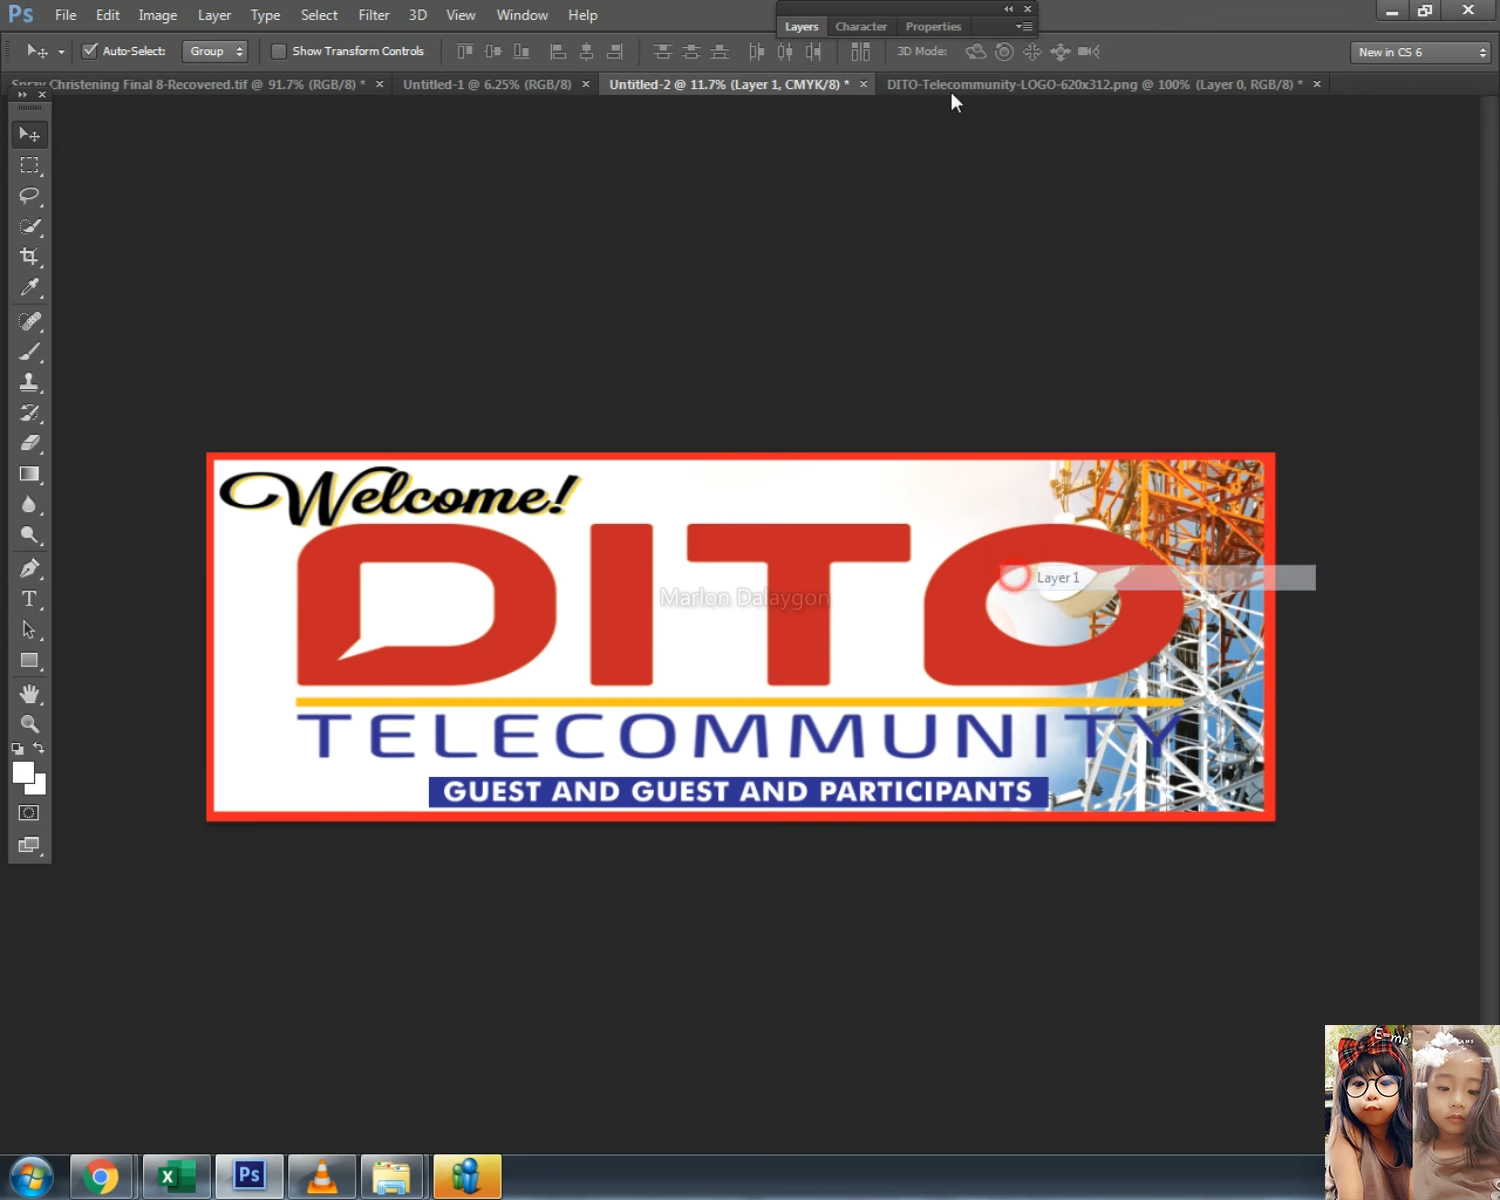 Ps File Edit Image Layer Type Select Filter 3D View Window Help
Layers Character Properties
Auto-Select: Group Show Transform Controls 3D Mode: New in CS 6
Spray Christening Final 8-Recovered.tif @ 91.7% (RGB/8) * × Untitled-1 @ 6.25% (RGB/8) × Untitled-2 @ 11.7% (Layer 1, CMYK/8) * × DITO-Telecommunity-LOGO-620x312.png @ 100% (Layer 0, RGB/8) * ×
Welcome!
DITO
Layer 1
Marlon Dalaygon
TELECOMMUNITY
GUEST AND GUEST AND PARTICIPANTS
Ps